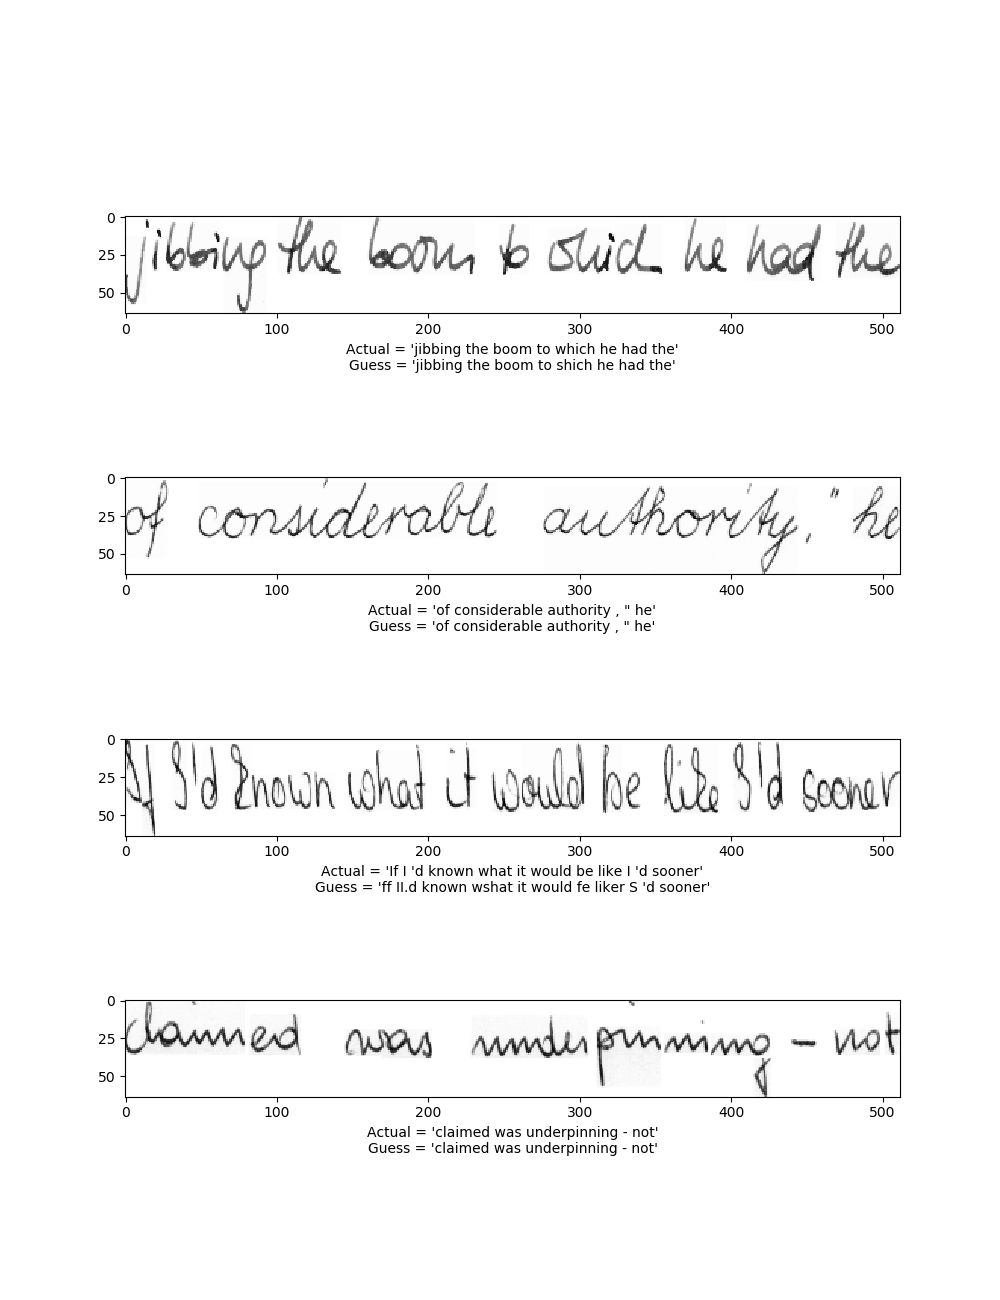 0
25
50
jibbing the boom to which he had the
0 100 200 300 400 500
Actual = 'jibbing the boom to which he had the'
Guess = 'jibbing the boom to shich he had the'
0
25
50
of considerable authority, " he
0 100 200 300 400 500
Actual = 'of considerable authority , " he'
Guess = 'of considerable authority , " he'
0
25
50
If I'd known what it would be like I'd sooner
0 100 200 300 400 500
Actual = 'If I 'd known what it would be like I 'd sooner'
Guess = 'ff II.d known wshat it would fe liker S 'd sooner'
0
25
50
claimed was underpinning - not
0 100 200 300 400 500
Actual = 'claimed was underpinning - not'
Guess = 'claimed was underpinning - not'